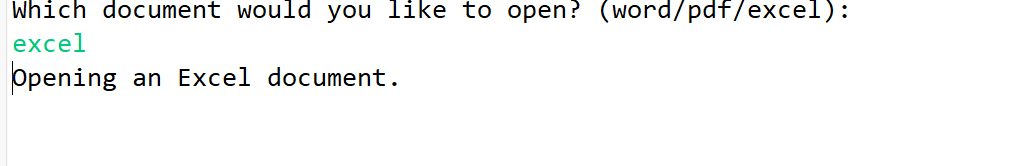 Which document would you like to open? (word/pdf/excel):
excel
Opening an Excel document.